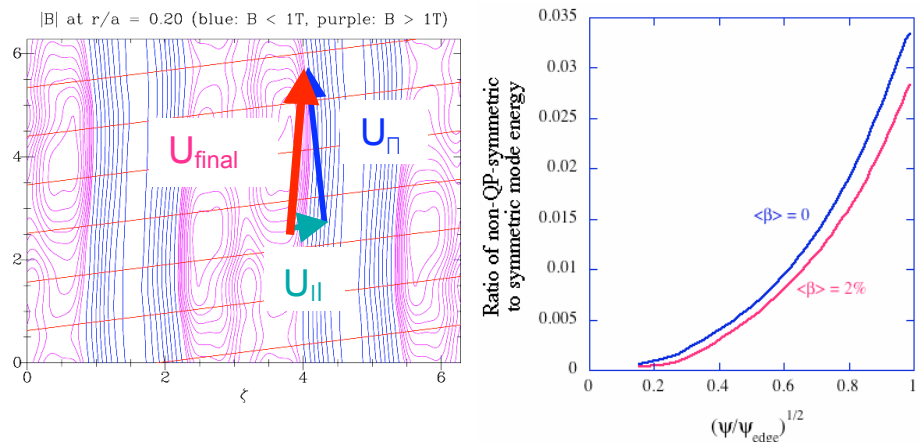 |B| at r/a = 0.20 (blue: B < 1T, purple: B > 1T)
6
4
2
0
0
2
4
6
ζ
U_final
U_Π
U_II
Ratio of non-QP-symmetric
to symmetric mode energy
0.035
0.03
0.025
0.02
0.015
0.01
0.005
0
<β> = 0
<β> = 2%
0
0.2
0.4
0.6
0.8
1
(ψ/ψ_edge)^1/2